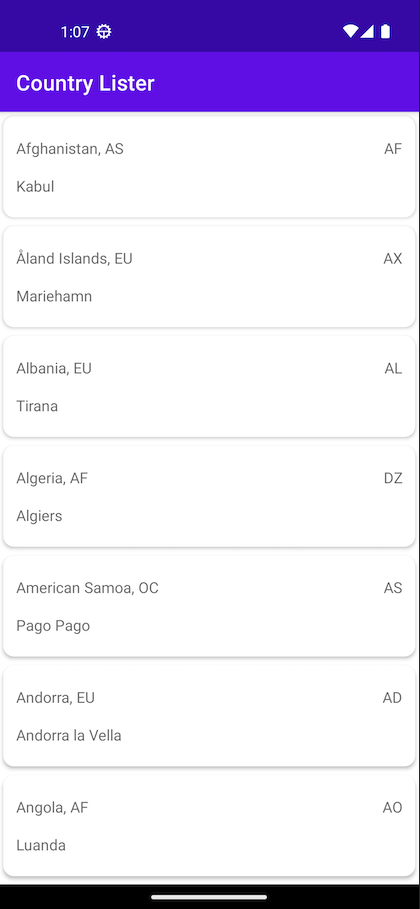 1:07
Country Lister
Afghanistan, AS AF
Kabul
Åland Islands, EU AX
Mariehamn
Albania, EU AL
Tirana
Algeria, AF DZ
Algiers
American Samoa, OC AS
Pago Pago
Andorra, EU AD
Andorra la Vella
Angola, AF AO
Luanda